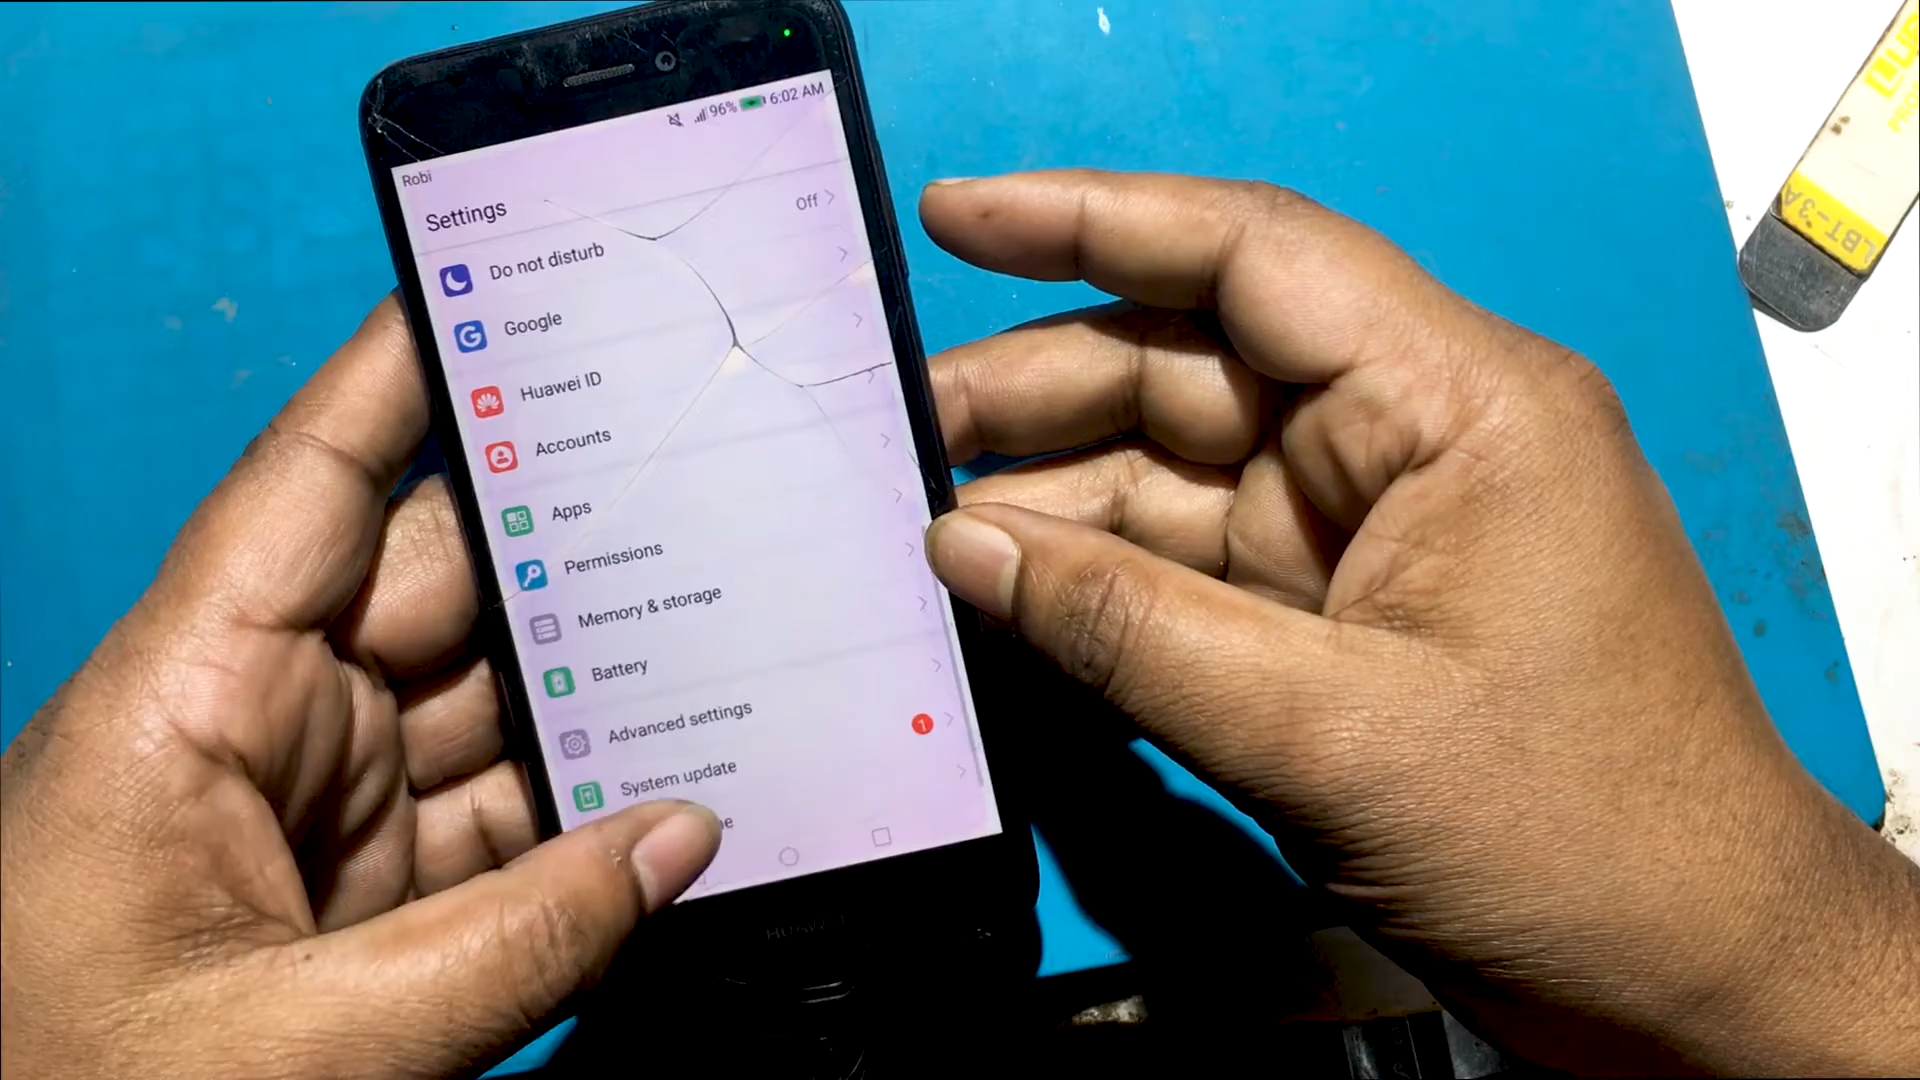 96% 6:02 AM
Robi
Settings
Do not disturb
Off
Google
Huawei ID
Accounts
Apps
Permissions
Memory & storage
Battery
Advanced settings
System update
1
LBT-3A